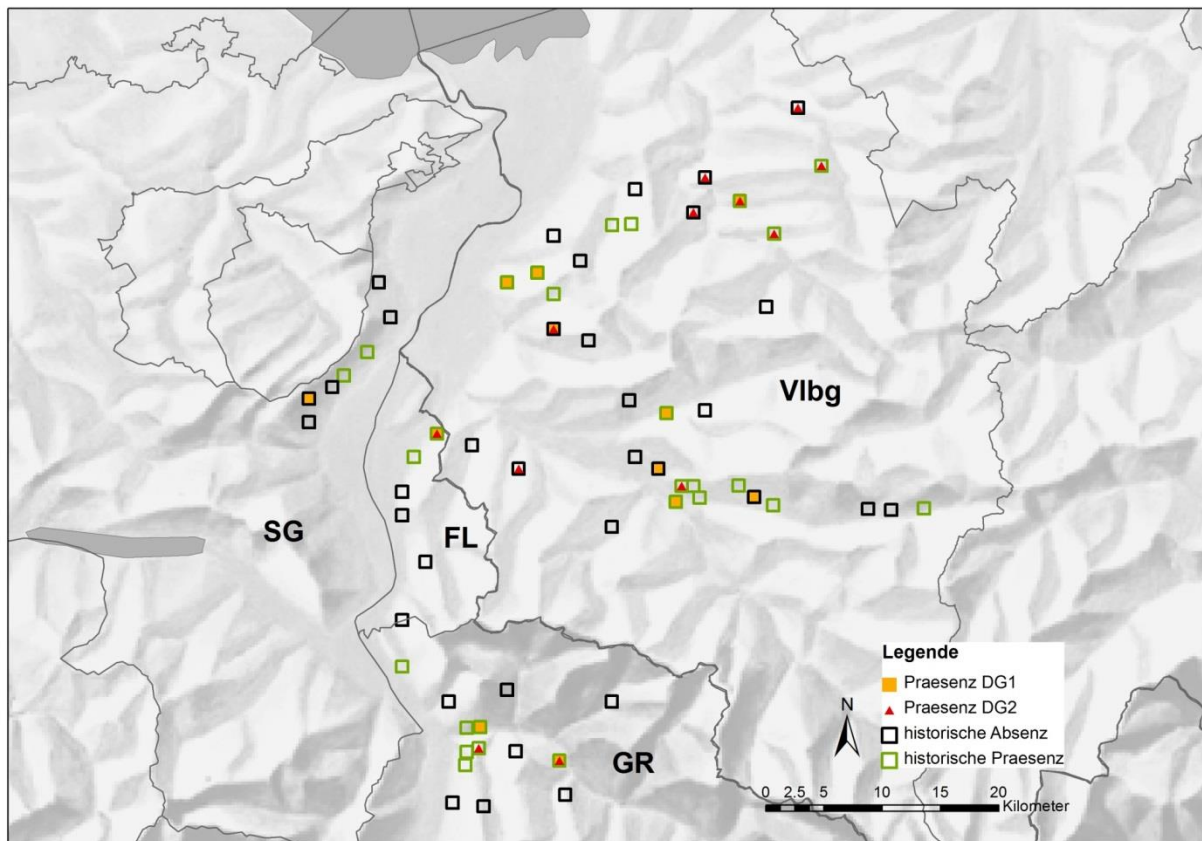 Vlbg
SG
FL
GR
Legende
Praesenz DG1
Praesenz DG2
historische Absenz
historische Praesenz
N
0 2.5 5 10 15 20
Kilometer